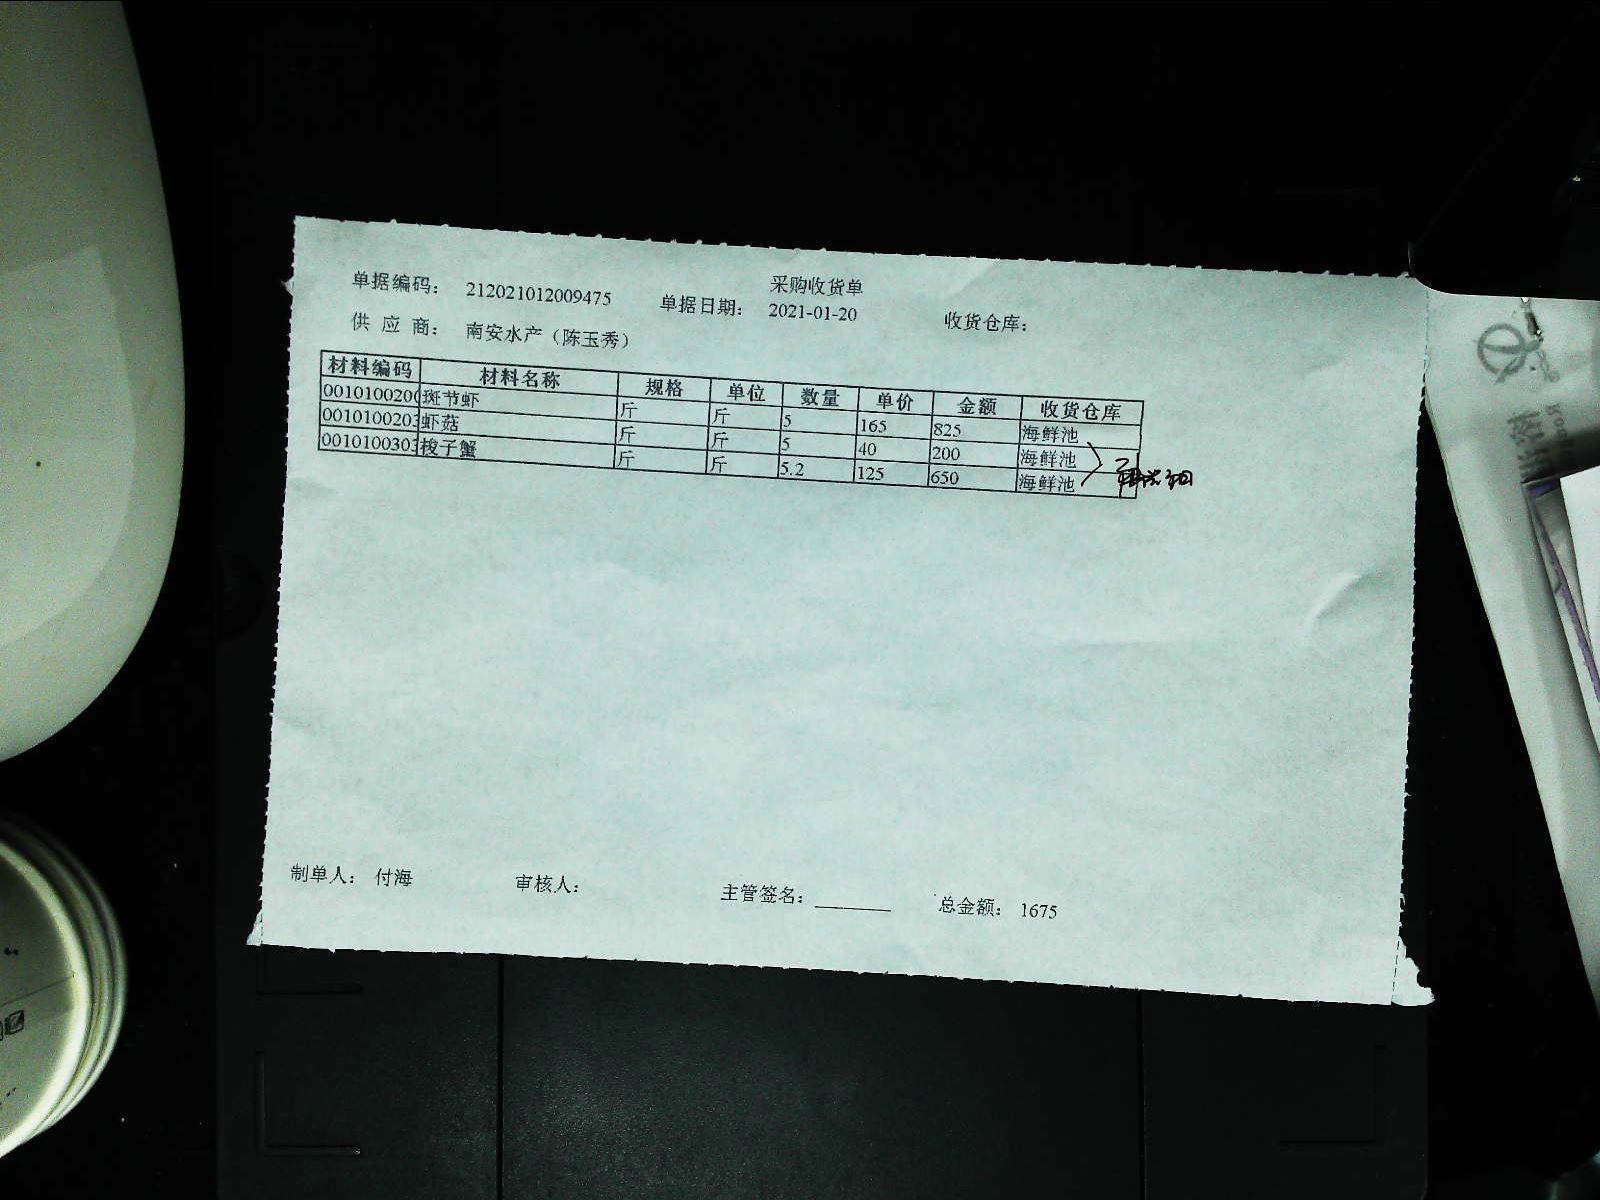 采购收货单
单据编码： 212021012009475 单据日期： 2021-01-20 收货仓库：
供 应 商： 南安水产（陈玉秀）
材料编码 材料名称 规格 单位 数量 单价 金额 收货仓库
0010100200 斑节虾 斤 斤 5 165 825 海鲜池
0010100203 虾菇 斤 斤 5 40 200 海鲜池
0010100303 梭子蟹 斤 斤 5.2 125 650 海鲜池
制单人： 付海 审核人： 主管签名：________ 总金额： 1675